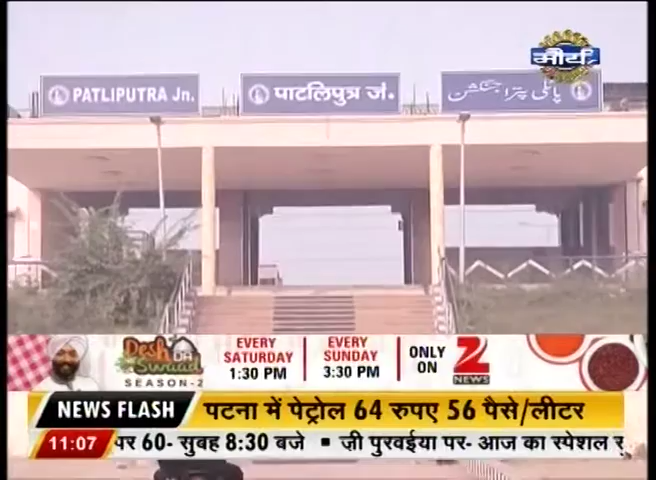 मौर्य
PATLIPUTRA Jn.
पाटलिपुत्र जं.
پاٹلی پترا جنکشن
Desh Dh Swaad
SEASON-2
EVERY SATURDAY
1:30 PM
EVERY SUNDAY
3:30 PM
ONLY ON
Z
NEWS
NEWS FLASH
पटना में पेट्रोल 64 रुपए 56 पैसे/लीटर
11:07
पर 60- सुबह 8:30 बजे ▪ ज़ी पुरवईया पर- आज का स्पेशल